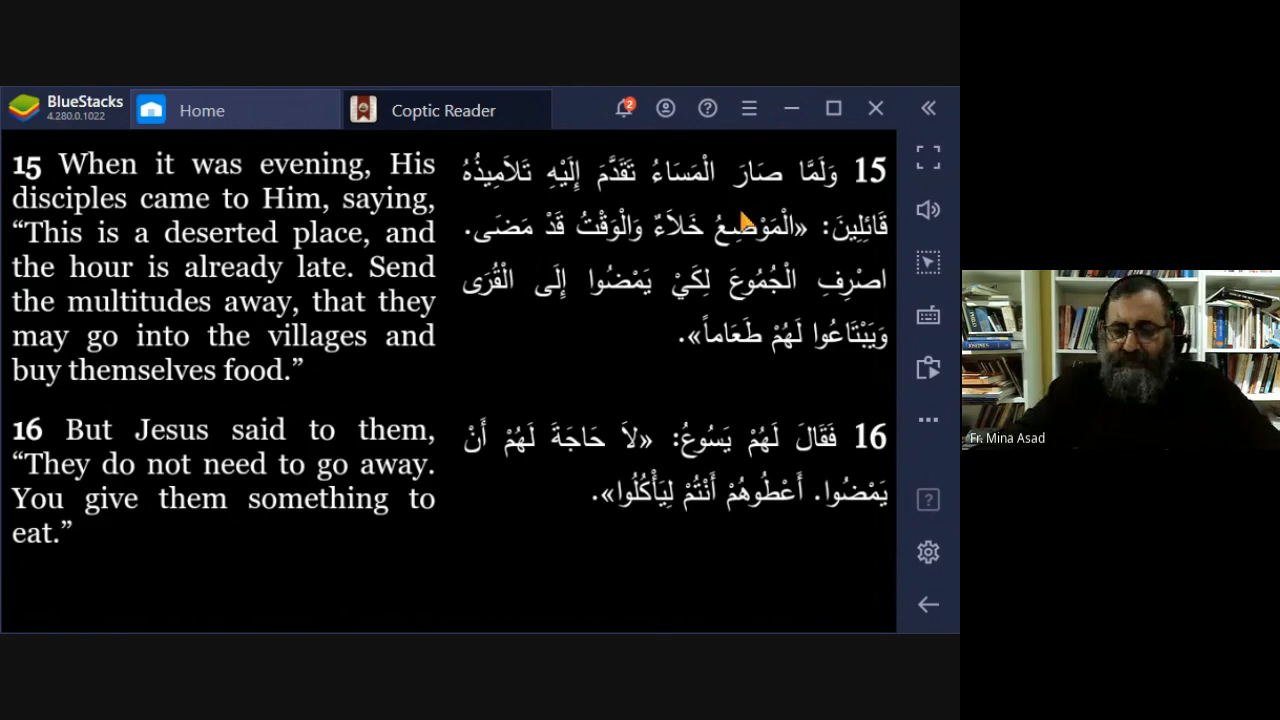 BlueStacks
4.280.0.1022
Home
Coptic Reader
2
15 When it was evening, His
disciples came to Him, saying,
“This is a deserted place, and
the hour is already late. Send
the multitudes away, that they
may go into the villages and
buy themselves food.”
16 But Jesus said to them,
“They do not need to go away.
You give them something to
eat.”
15 وَلَمَّا صَارَ الْمَسَاءُ تَقَدَّمَ إِلَيْهِ تَلاَمِيذُهُ
قَائِلِينَ: «الْمَوْضِعُ خَلاَءٌ وَالْوَقْتُ قَدْ مَضَى.
اصْرِفِ الْجُمُوعَ لِكَيْ يَمْضُوا إِلَى الْقُرَى
وَيَبْتَاعُوا لَهُمْ طَعَاماً».
16 فَقَالَ لَهُمْ يَسُوعُ: «لاَ حَاجَةَ لَهُمْ أَنْ
يَمْضُوا. أَعْطُوهُمْ أَنْتُمْ لِيَأْكُلُوا».
Fr. Mina Asad